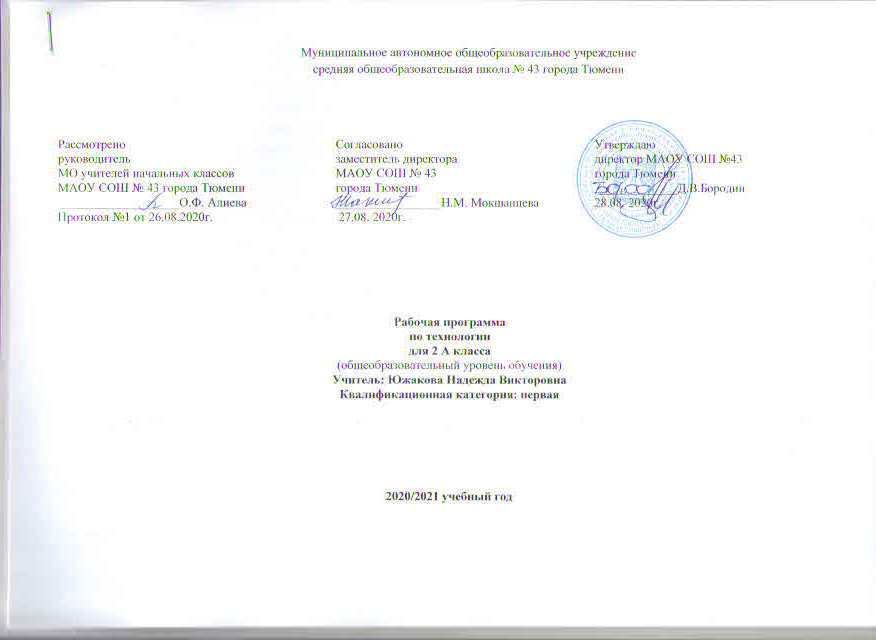 Муниципальное автономное общеобразовательное учреждение
средняя общеобразовательная школа № 43 города Тюмени
Рассмотрено
руководитель
МО учителей начальных классов
МАОУ СОШ № 43 города Тюмени
О.Ф. Алиева
Протокол №1 от 26.08.2020г.
Согласовано
заместитель директора
МАОУ СОШ № 43
города Тюмени
Н.М. Мокшанцева
27.08. 2020г.
Утверждаю
директор МАОУ СОШ №43
города Тюмени
Д.В.Бородин
28.08. 2020г.
Рабочая программа
по технологии
для 2 А класса
(общеобразовательный уровень обучения)
Учитель: Южакова Надежда Викторовна
Квалификационная категория: первая
2020/2021 учебный год